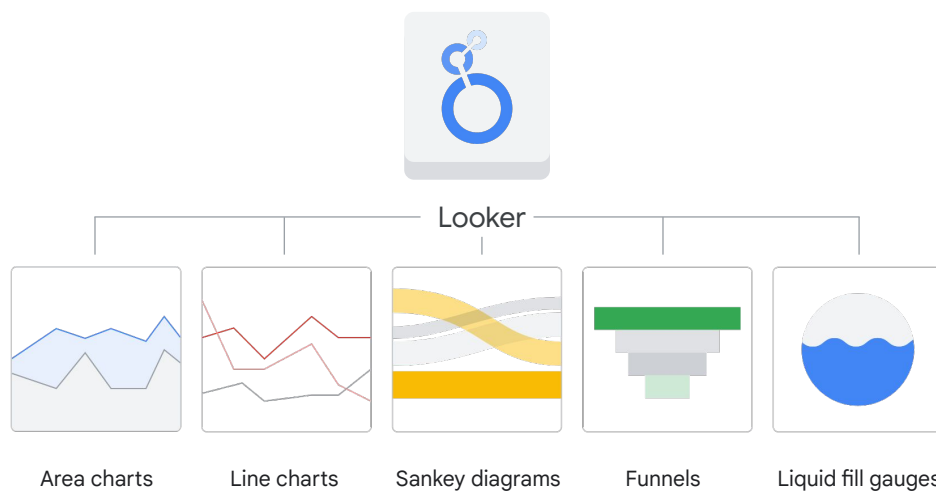 Looker
Area charts
Line charts
Sankey diagrams
Funnels
Liquid fill gauges